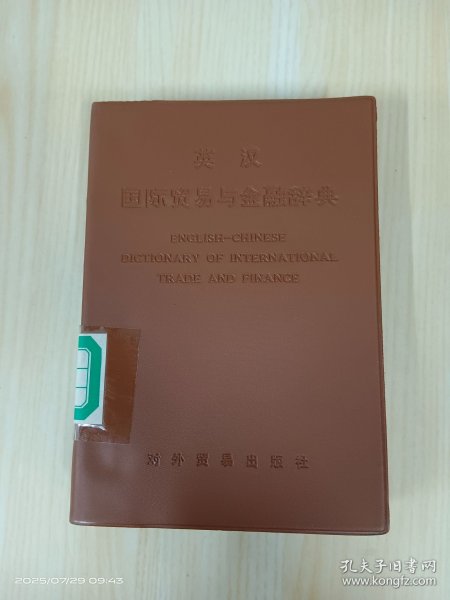 英汉
国际贸易与金融辞典
ENGLISH-CHINESE
DICTIONARY OF INTERNATIONAL
TRADE AND FINANCE
对外贸易出版社
2025/07/29 09:43
孔夫子旧书网
www.kongfz.com